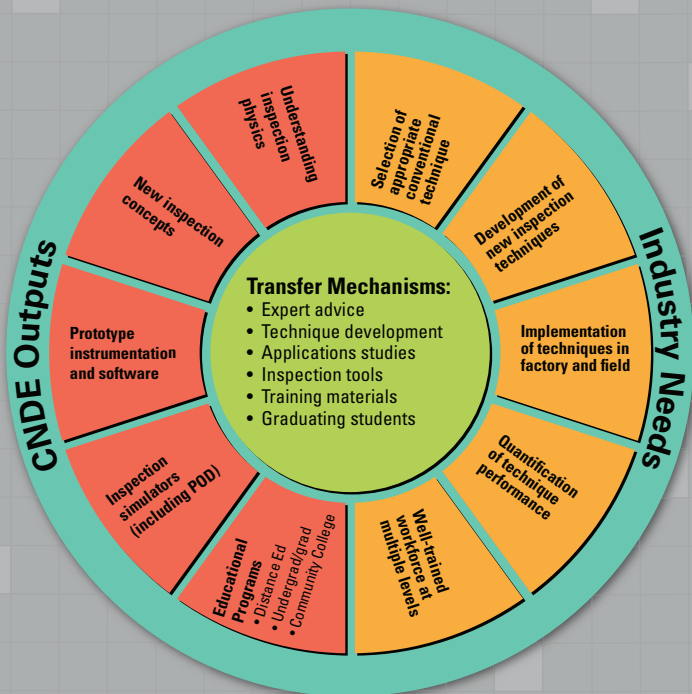 CNDE Outputs
Understanding
inspection
physics
New inspection
concepts
Prototype
instrumentation
and software
Inspection
simulators
(including POD)
Educational
Programs
• Distance Ed
• Undergrad/grad
• Community College
Transfer Mechanisms:
• Expert advice
• Technique development
• Applications studies
• Inspection tools
• Training materials
• Graduating students
Industry Needs
Selection of
appropriate
conventional
technique
Development of
new inspection
techniques
Implementation
of techniques in
factory and field
Quantification
of technique
performance
Well-trained
workforce at
multiple levels